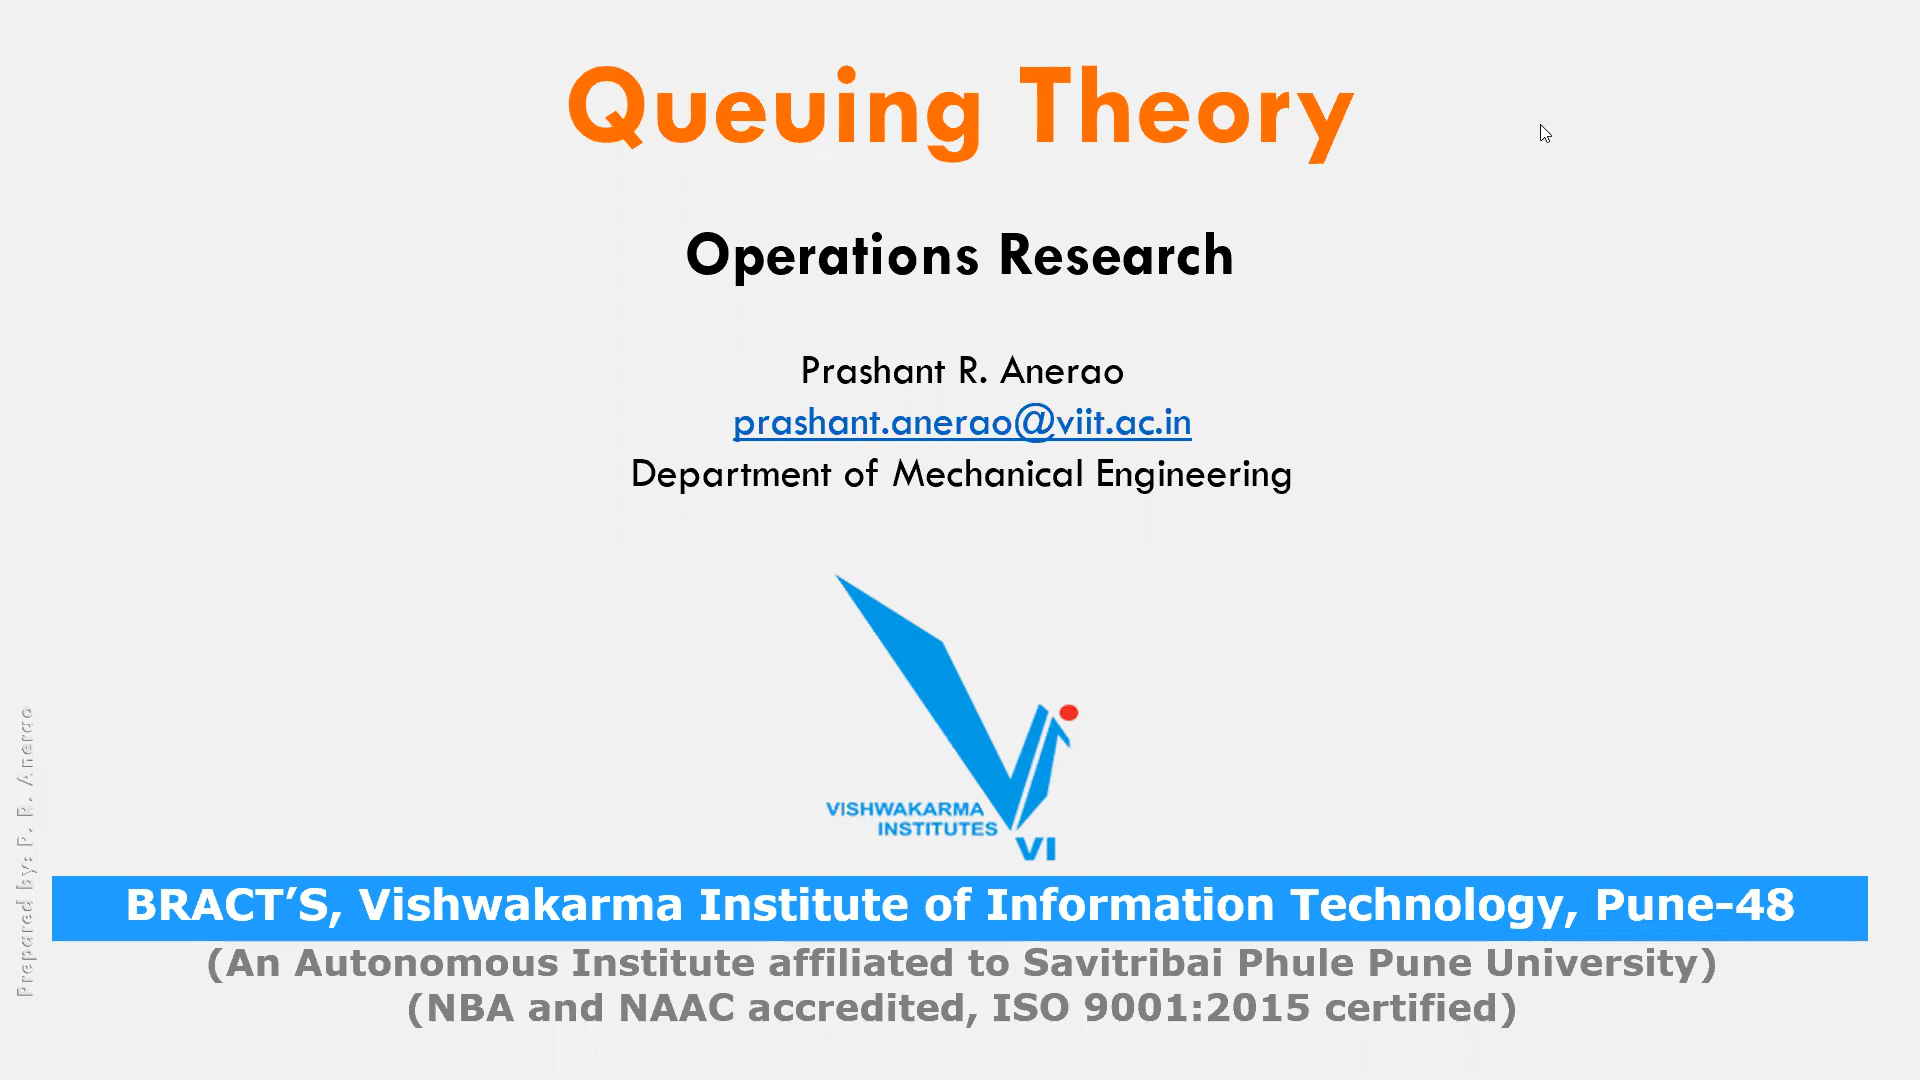 Queuing Theory
Operations Research
Prashant R. Anerao
prashant.anerao@viit.ac.in
Department of Mechanical Engineering
VISHWAKARMA
INSTITUTES
VI
Prepared by: P. R. Anerao
BRACT’S, Vishwakarma Institute of Information Technology, Pune-48
(An Autonomous Institute affiliated to Savitribai Phule Pune University)
(NBA and NAAC accredited, ISO 9001:2015 certified)